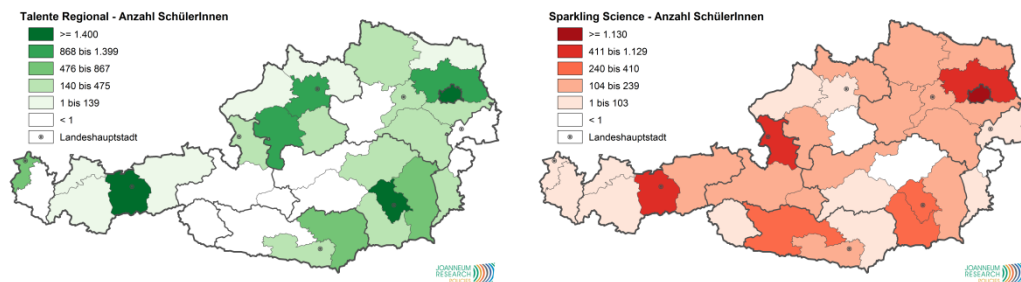 Talente Regional - Anzahl SchülerInnen
>= 1.400
868 bis 1.399
476 bis 867
140 bis 475
1 bis 139
< 1
Landeshauptstadt
JOANNEUM
RESEARCH
POLICIES
Sparkling Science - Anzahl SchülerInnen
>= 1.130
411 bis 1.129
240 bis 410
104 bis 239
1 bis 103
< 1
Landeshauptstadt
JOANNEUM
RESEARCH
POLICIES